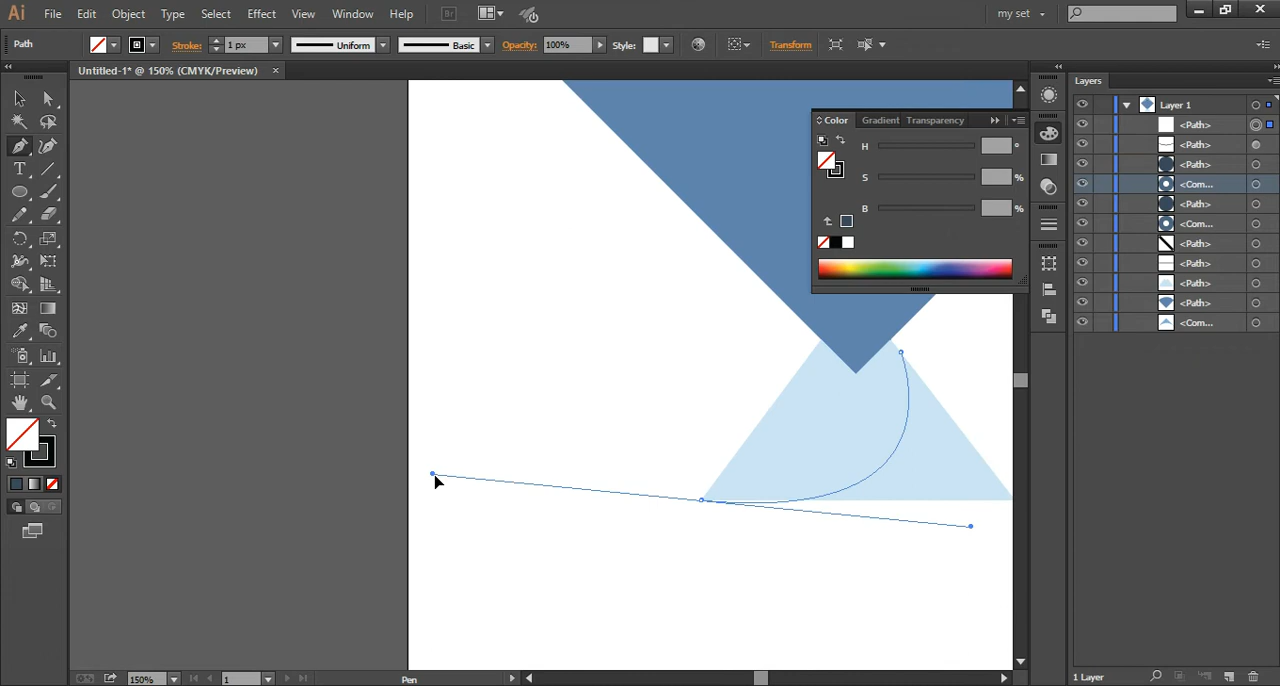 Ai File Edit Object Type Select Effect View Window Help Br my set
Path Stroke: 1 px Uniform Basic Opacity: 100% Style: Transform
Untitled-1* @ 150% (CMYK/Preview) ×
Layers
Layer 1
<Path>
<Path>
<Path>
<Com...
<Path>
<Com...
<Path>
<Path>
<Path>
<Path>
<Com...
Color Gradient Transparency
H °
S %
B %
150% 1 Pen
1 Layer